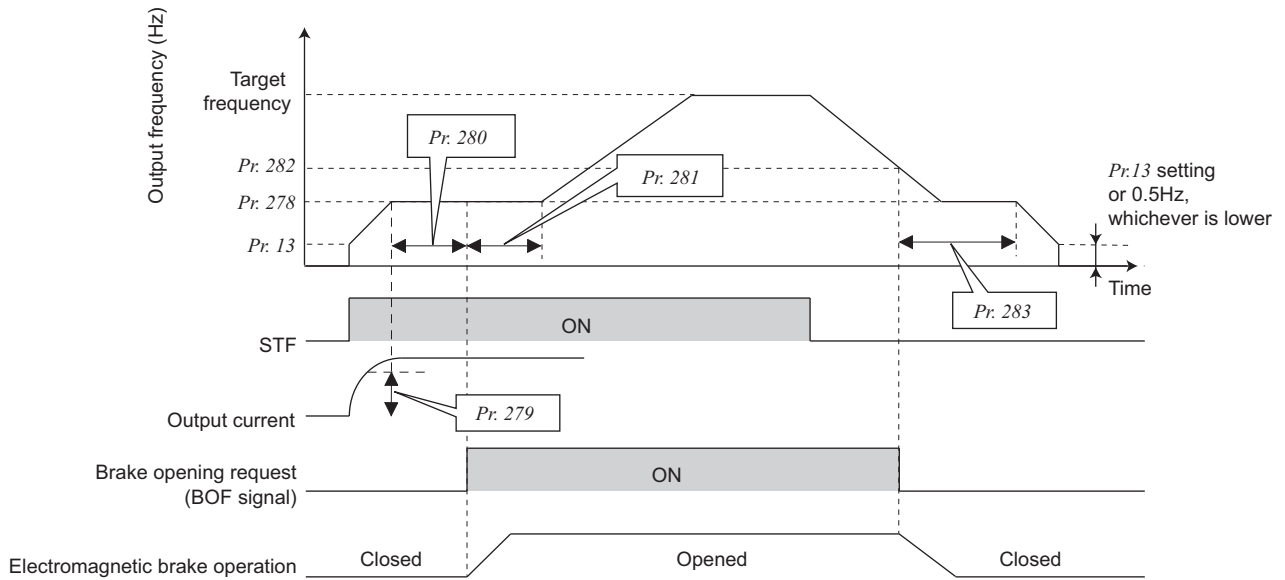 Output frequency (Hz)
Target
frequency
Pr. 280
Pr. 282
Pr. 281
Pr. 278
Pr. 13
Pr.13 setting
or 0.5Hz,
whichever is lower
Time
Pr. 283
ON
STF
Pr. 279
Output current
Brake opening request
(BOF signal)
ON
Electromagnetic brake operation
Closed
Opened
Closed